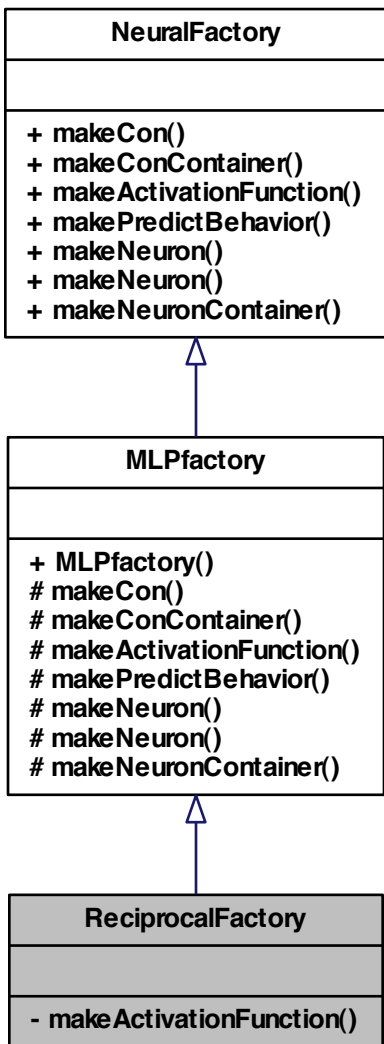 NeuralFactory
+ makeCon()
+ makeConContainer()
+ makeActivationFunction()
+ makePredictBehavior()
+ makeNeuron()
+ makeNeuron()
+ makeNeuronContainer()
MLPfactory
+ MLPfactory()
# makeCon()
# makeConContainer()
# makeActivationFunction()
# makePredictBehavior()
# makeNeuron()
# makeNeuron()
# makeNeuronContainer()
ReciprocalFactory
- makeActivationFunction()